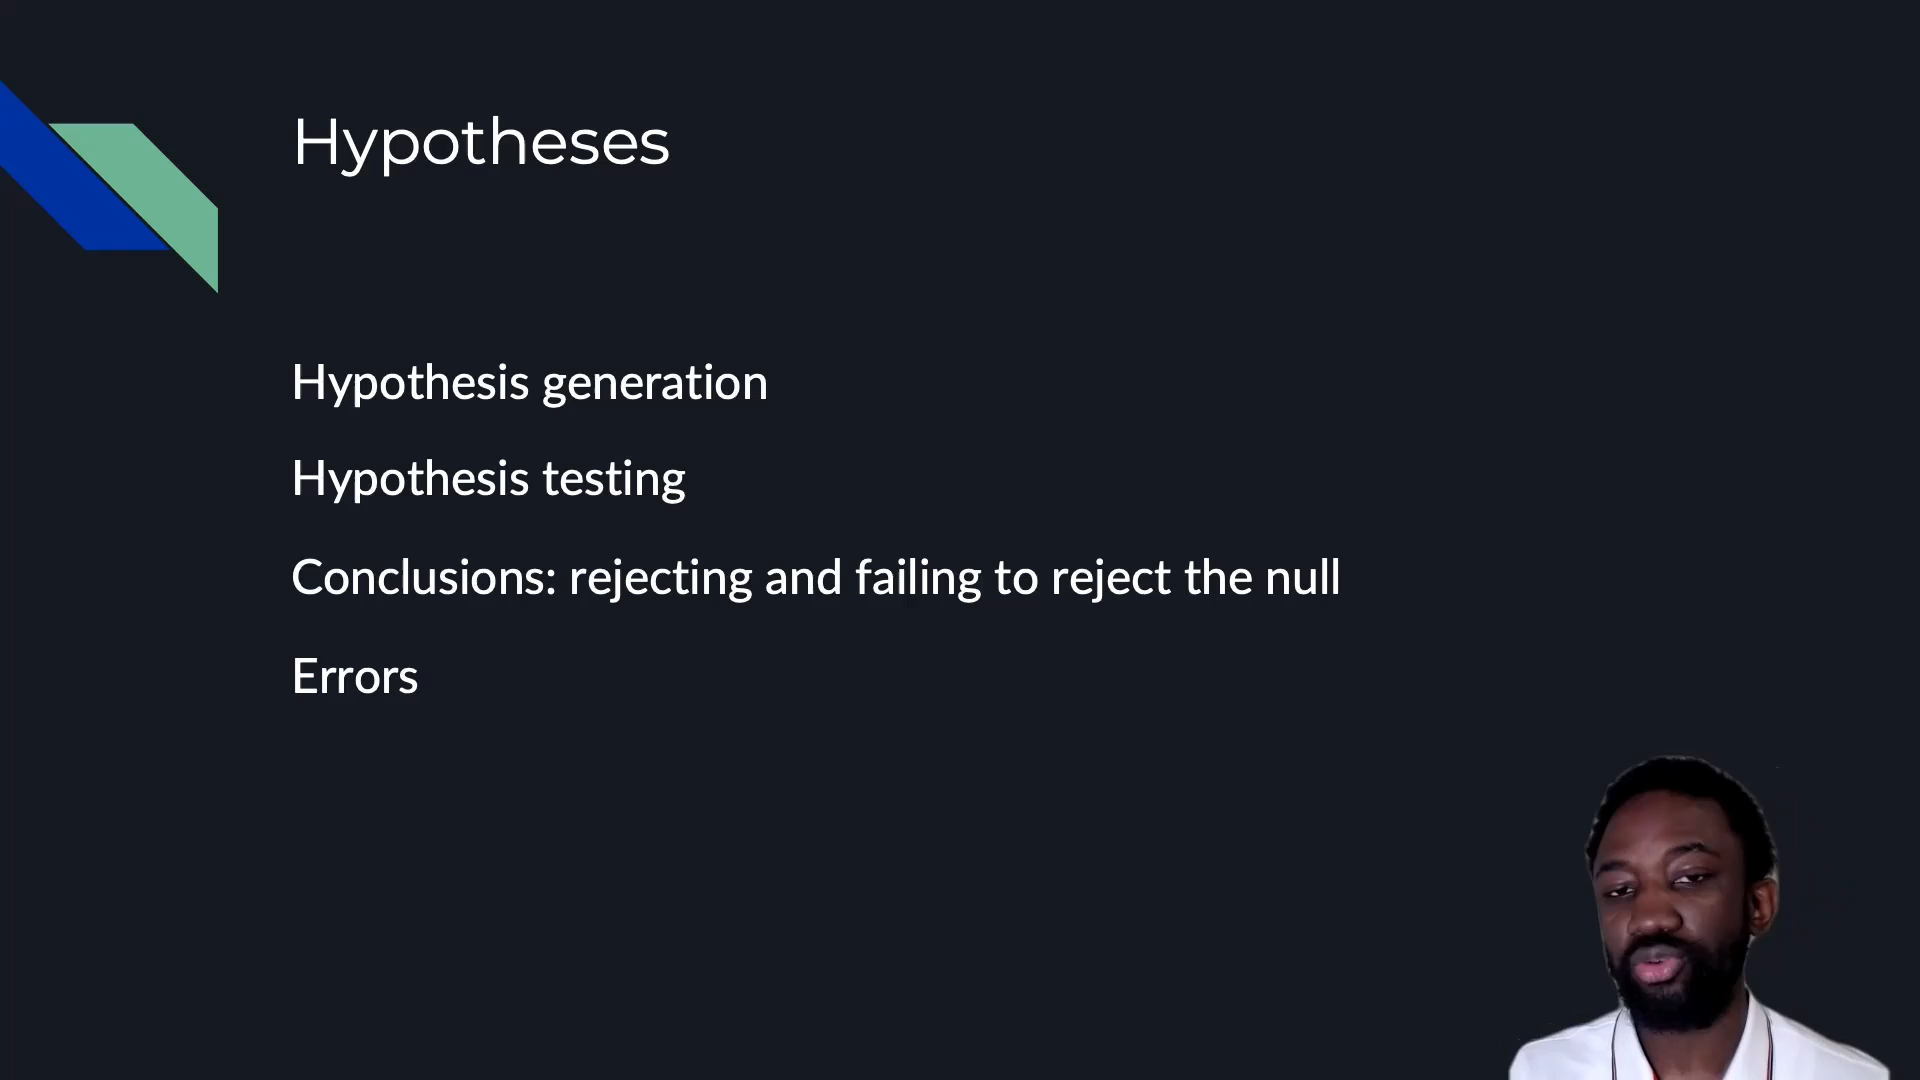 Hypotheses
Hypothesis generation
Hypothesis testing
Conclusions: rejecting and failing to reject the null
Errors